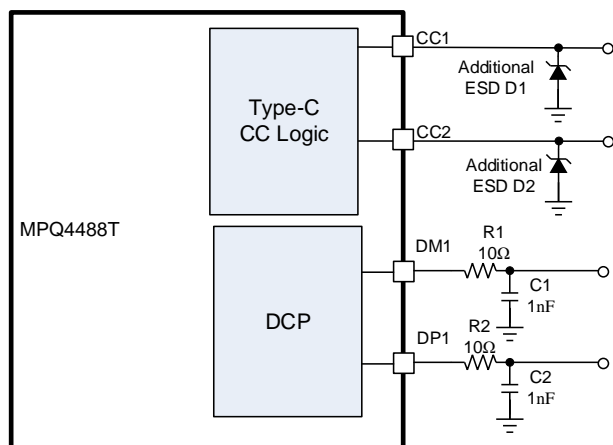 CC1
Additional
ESD D1
Type-C
CC Logic
CC2
Additional
ESD D2
MPQ4488T
DM1
R1
10Ω
C1
1nF
DCP
DP1
R2
10Ω
C2
1nF